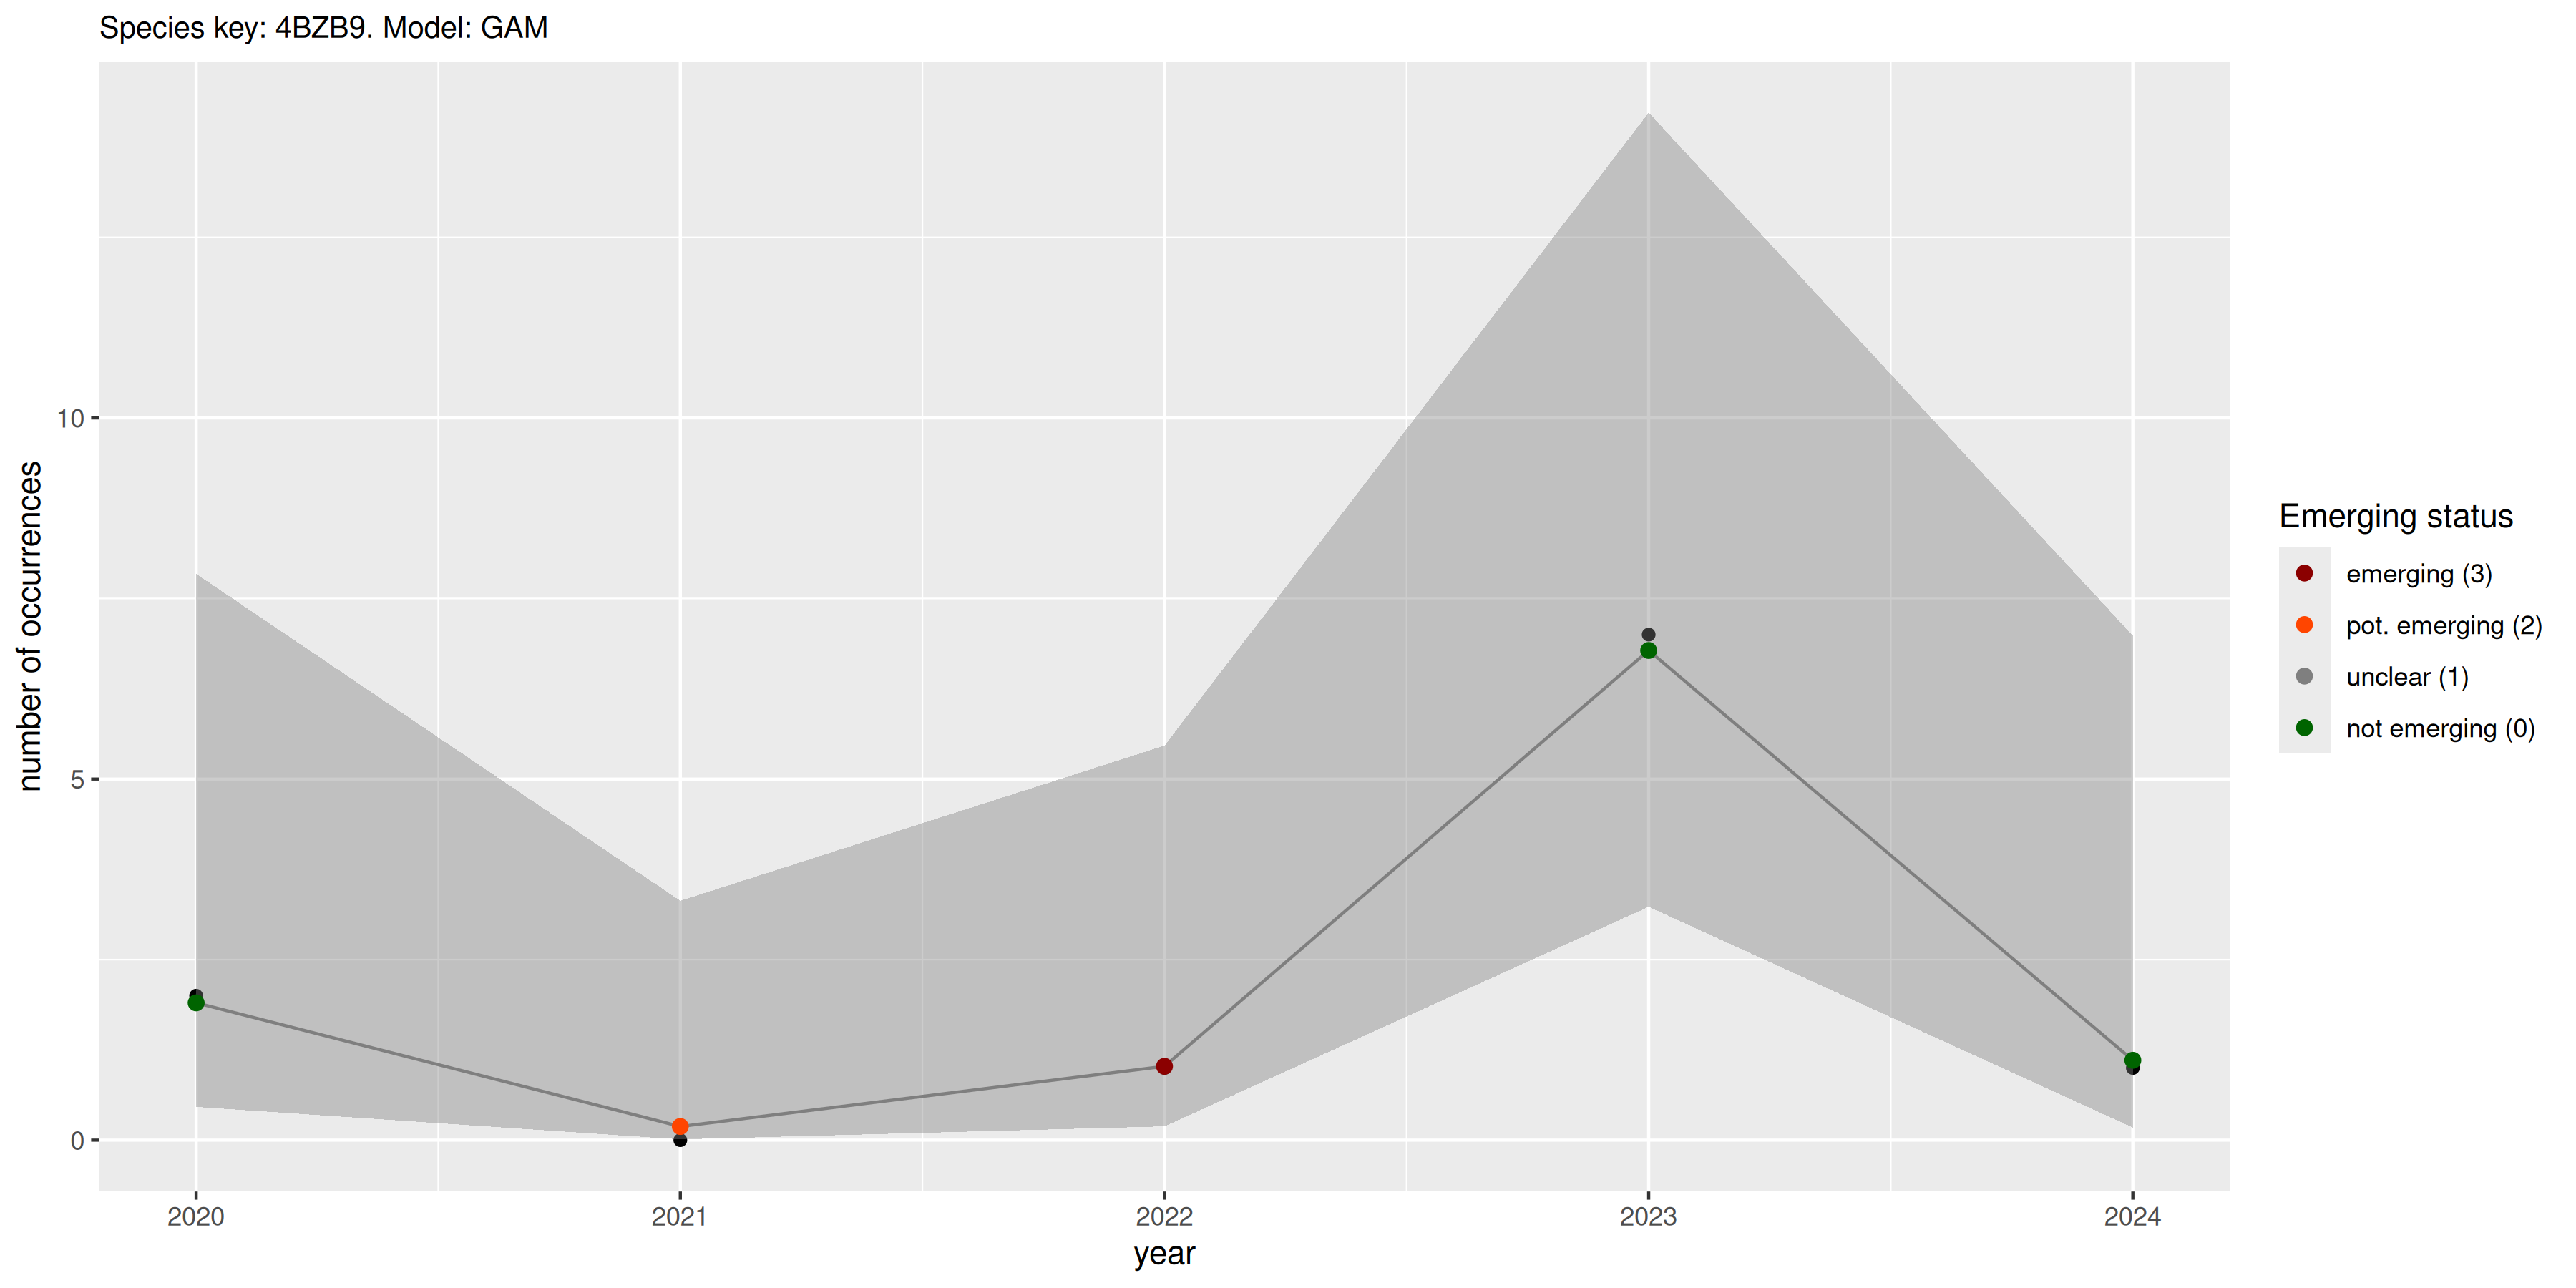 Species key: 4BZB9. Model: GAM
number of occurrences
10
5
0
2020
2021
2022
2023
2024
year
Emerging status
emerging (3)
pot. emerging (2)
unclear (1)
not emerging (0)